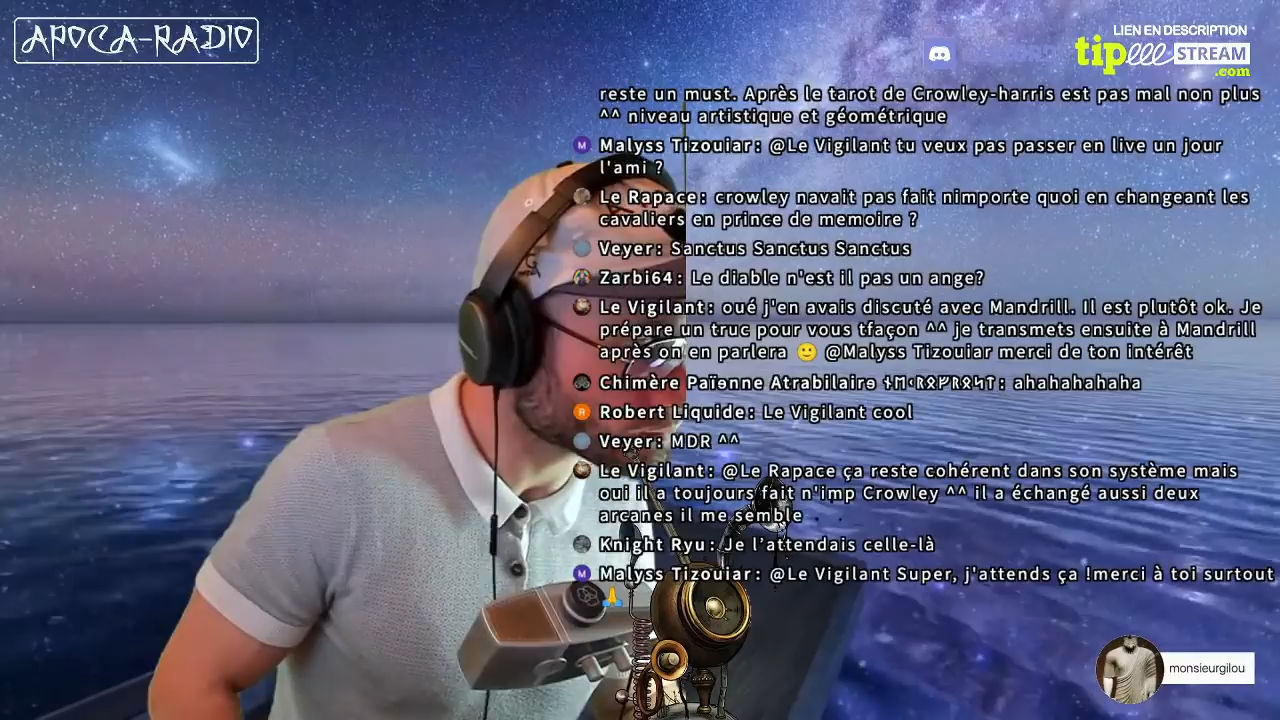 APOCA-RADIO
LIEN EN DESCRIPTION
tipeee STREAM
.com
reste un must. Après le tarot de Crowley-harris est pas mal non plus
^^ niveau artistique et géométrique
M Malyss Tizouiar: @Le Vigilant tu veux pas passer en live un jour
l'ami ?
Le Rapace: crowley navait pas fait nimporte quoi en changeant les
cavaliers en prince de memoire ?
Veyer: Sanctus Sanctus Sanctus
Zarbi64: Le diable n'est il pas un ange?
Le Vigilant: oué j'en avais discuté avec Mandrill. Il est plutôt ok. Je
prépare un truc pour vous tfaçon ^^ je transmets ensuite à Mandrill
après on en parlera 🙂 @Malyss Tizouiar merci de ton intérêt
Chimère Païenne Atrabilaire : ahahahahaha
R Robert Liquide: Le Vigilant cool
Veyer: MDR ^^
Le Vigilant: @Le Rapace ça reste cohérent dans son système mais
oui il a toujours fait n'imp Crowley ^^ il a échangé aussi deux
arcanes il me semble
Knight Ryu: Je l’attendais celle-là
M Malyss Tizouiar: @Le Vigilant Super, j'attends ça !merci à toi surtout
🙏
monsieurgilou